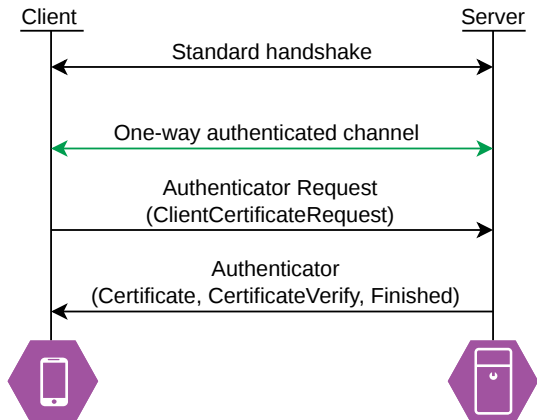 Client
Server
Standard handshake
One-way authenticated channel
Authenticator Request
(ClientCertificateRequest)
Authenticator
(Certificate, CertificateVerify, Finished)